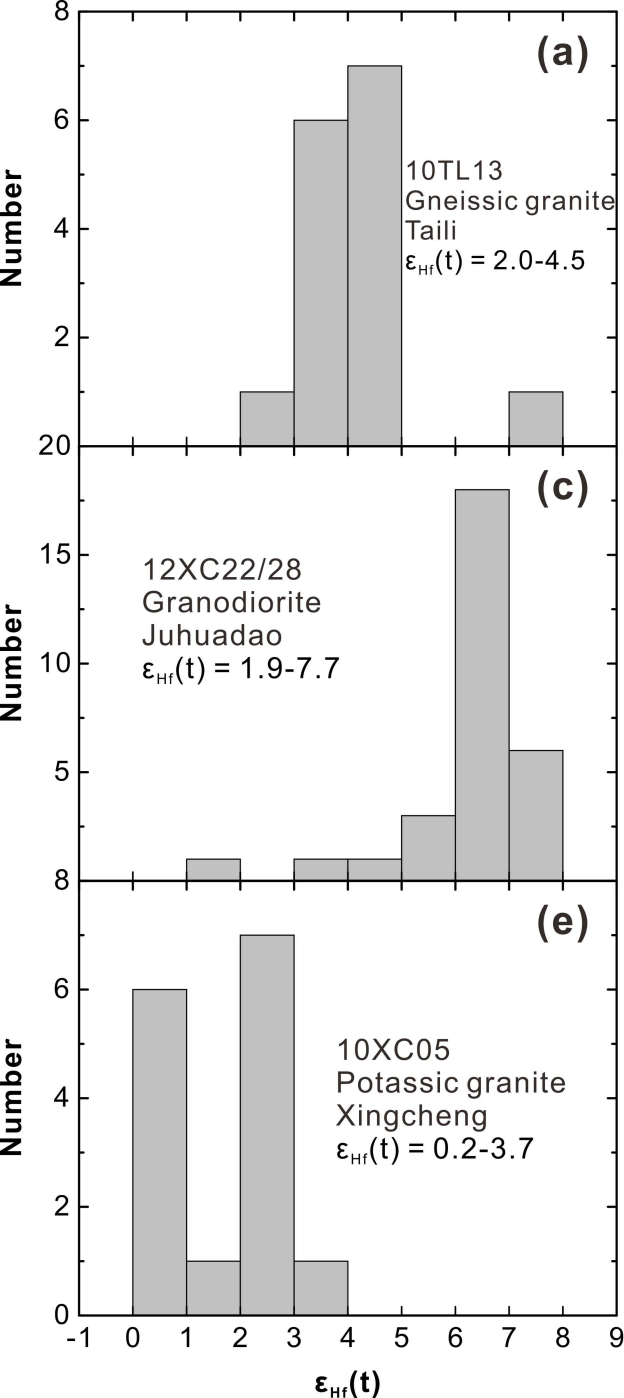 8
(a)
6
10TL13
Gneissic granite
Taili
εHf(t) = 2.0-4.5
4
Number
2
20
(c)
15
12XC22/28
Granodiorite
Juhuadao
εHf(t) = 1.9-7.7
10
Number
5
8
(e)
6
10XC05
Potassic granite
Xingcheng
εHf(t) = 0.2-3.7
4
Number
2
0
-1 0 1 2 3 4 5 6 7 8 9
εHf(t)